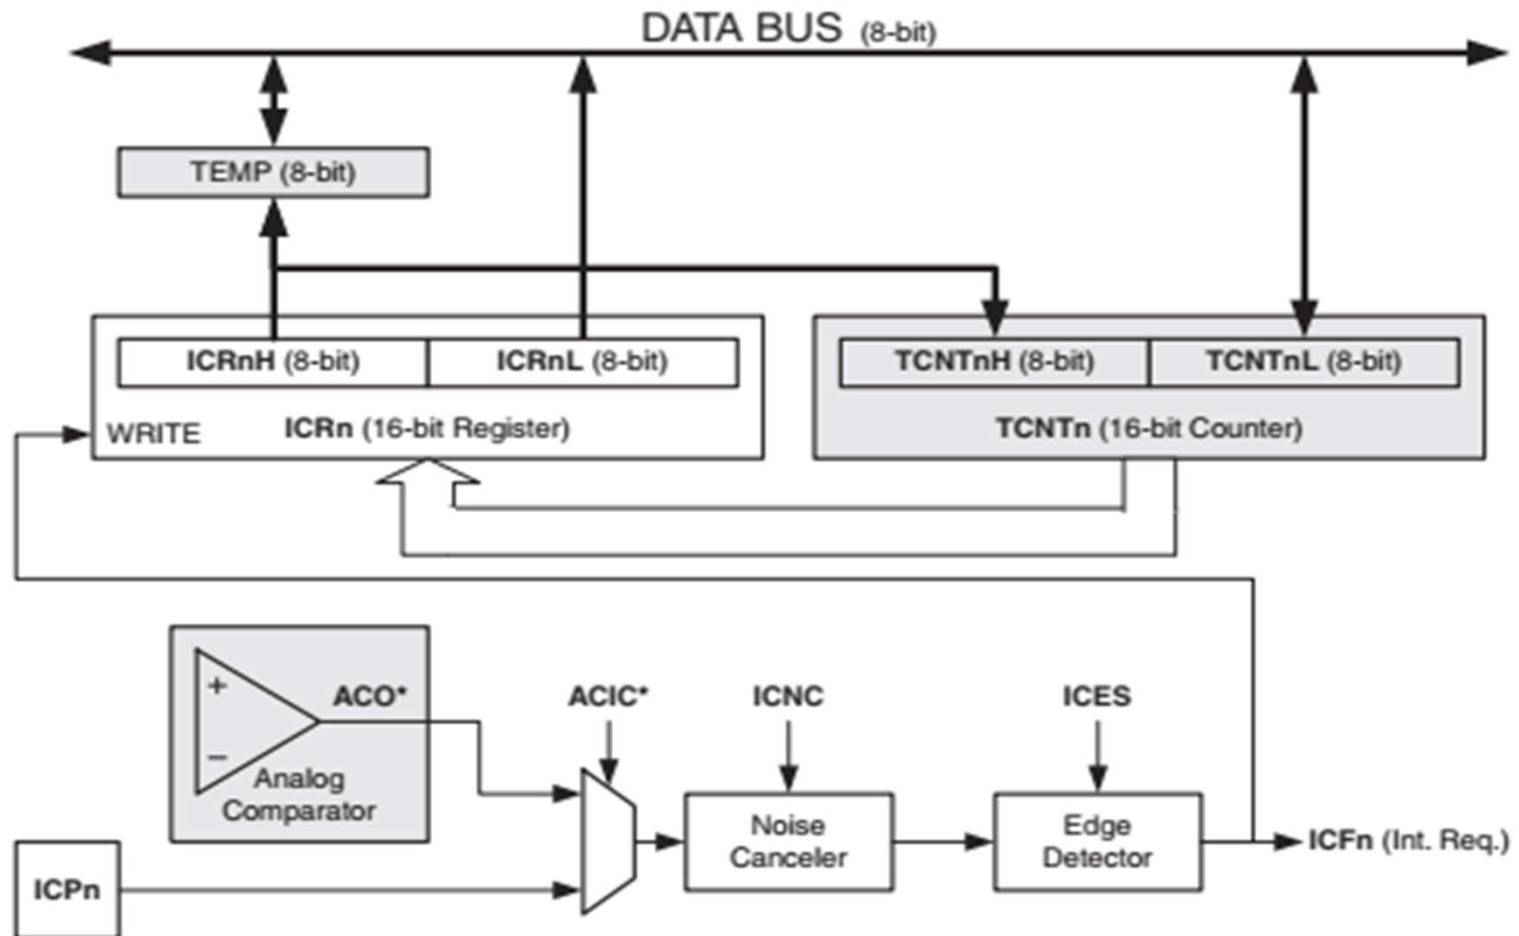 DATA BUS (8-bit)
TEMP (8-bit)
ICRnH (8-bit)
ICRnL (8-bit)
TCNTnH (8-bit)
TCNTnL (8-bit)
WRITE
ICRn (16-bit Register)
TCNTn (16-bit Counter)
+
ACO*
−
Analog
Comparator
ACIC*
ICNC
ICES
Noise
Canceler
Edge
Detector
ICFn (Int. Req.)
ICPn